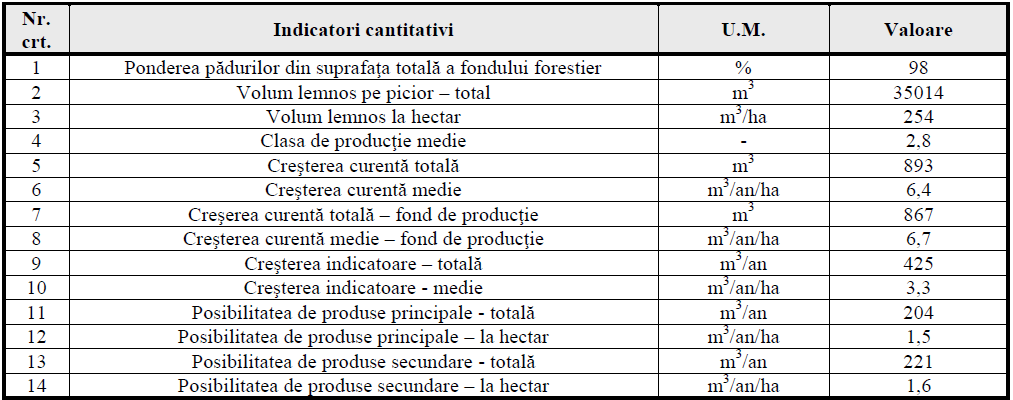 Nr. crt. Indicatori cantitativi U.M. Valoare
1 Ponderea pădurilor din suprafaţa totală a fondului forestier % 98
2 Volum lemnos pe picior – total m³ 35014
3 Volum lemnos la hectar m³/ha 254
4 Clasa de producţie medie - 2,8
5 Creşterea curentă totală m³ 893
6 Creşterea curentă medie m³/an/ha 6,4
7 Creşerea curentă totală – fond de producţie m³ 867
8 Creşterea curentă medie – fond de producţie m³/an/ha 6,7
9 Creşterea indicatoare – totală m³/an 425
10 Creşterea indicatoare - medie m³/an/ha 3,3
11 Posibilitatea de produse principale - totală m³/an 204
12 Posibilitatea de produse principale – la hectar m³/an/ha 1,5
13 Posibilitatea de produse secundare - totală m³/an 221
14 Posibilitatea de produse secundare – la hectar m³/an/ha 1,6